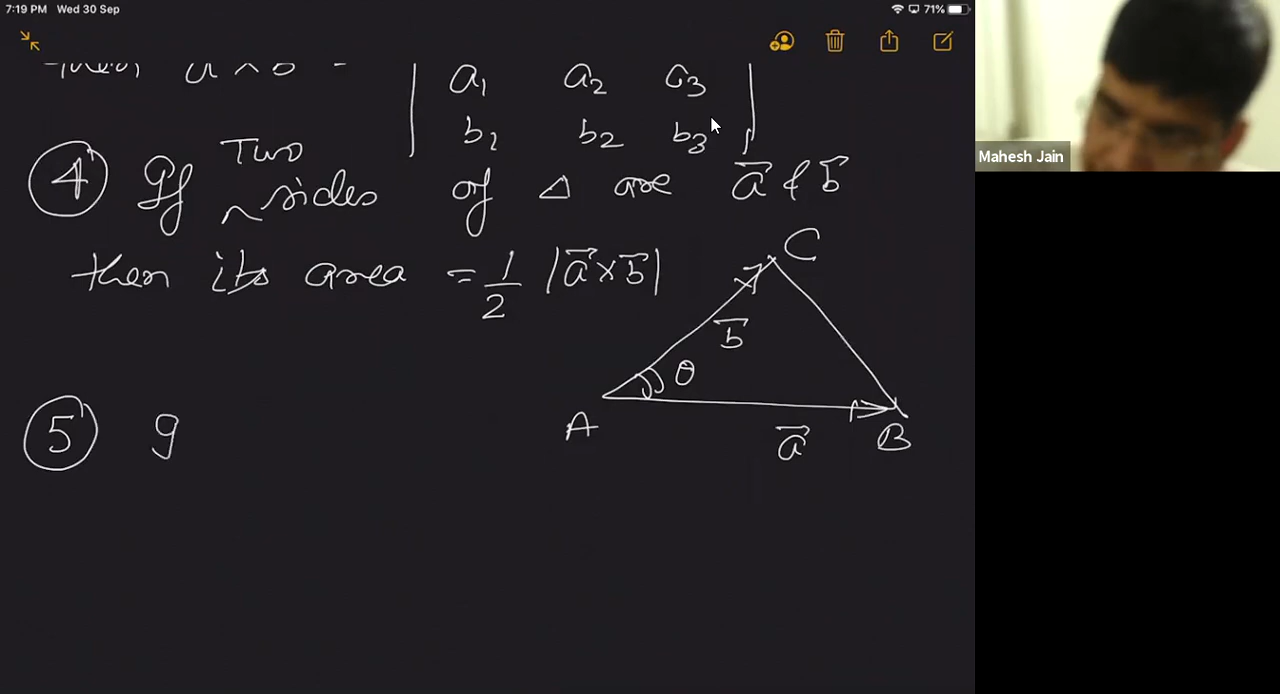 7:19 PM Wed 30 Sep
71%
a⃗ × b⃗ =
a₁ a₂ a₃
b₁ b₂ b₃
④ If Two sides of △ are a⃗ & b⃗
then its area = 1/2 |a⃗×b⃗|
C
b⃗
θ
A
a⃗
B
⑤ g
Mahesh Jain